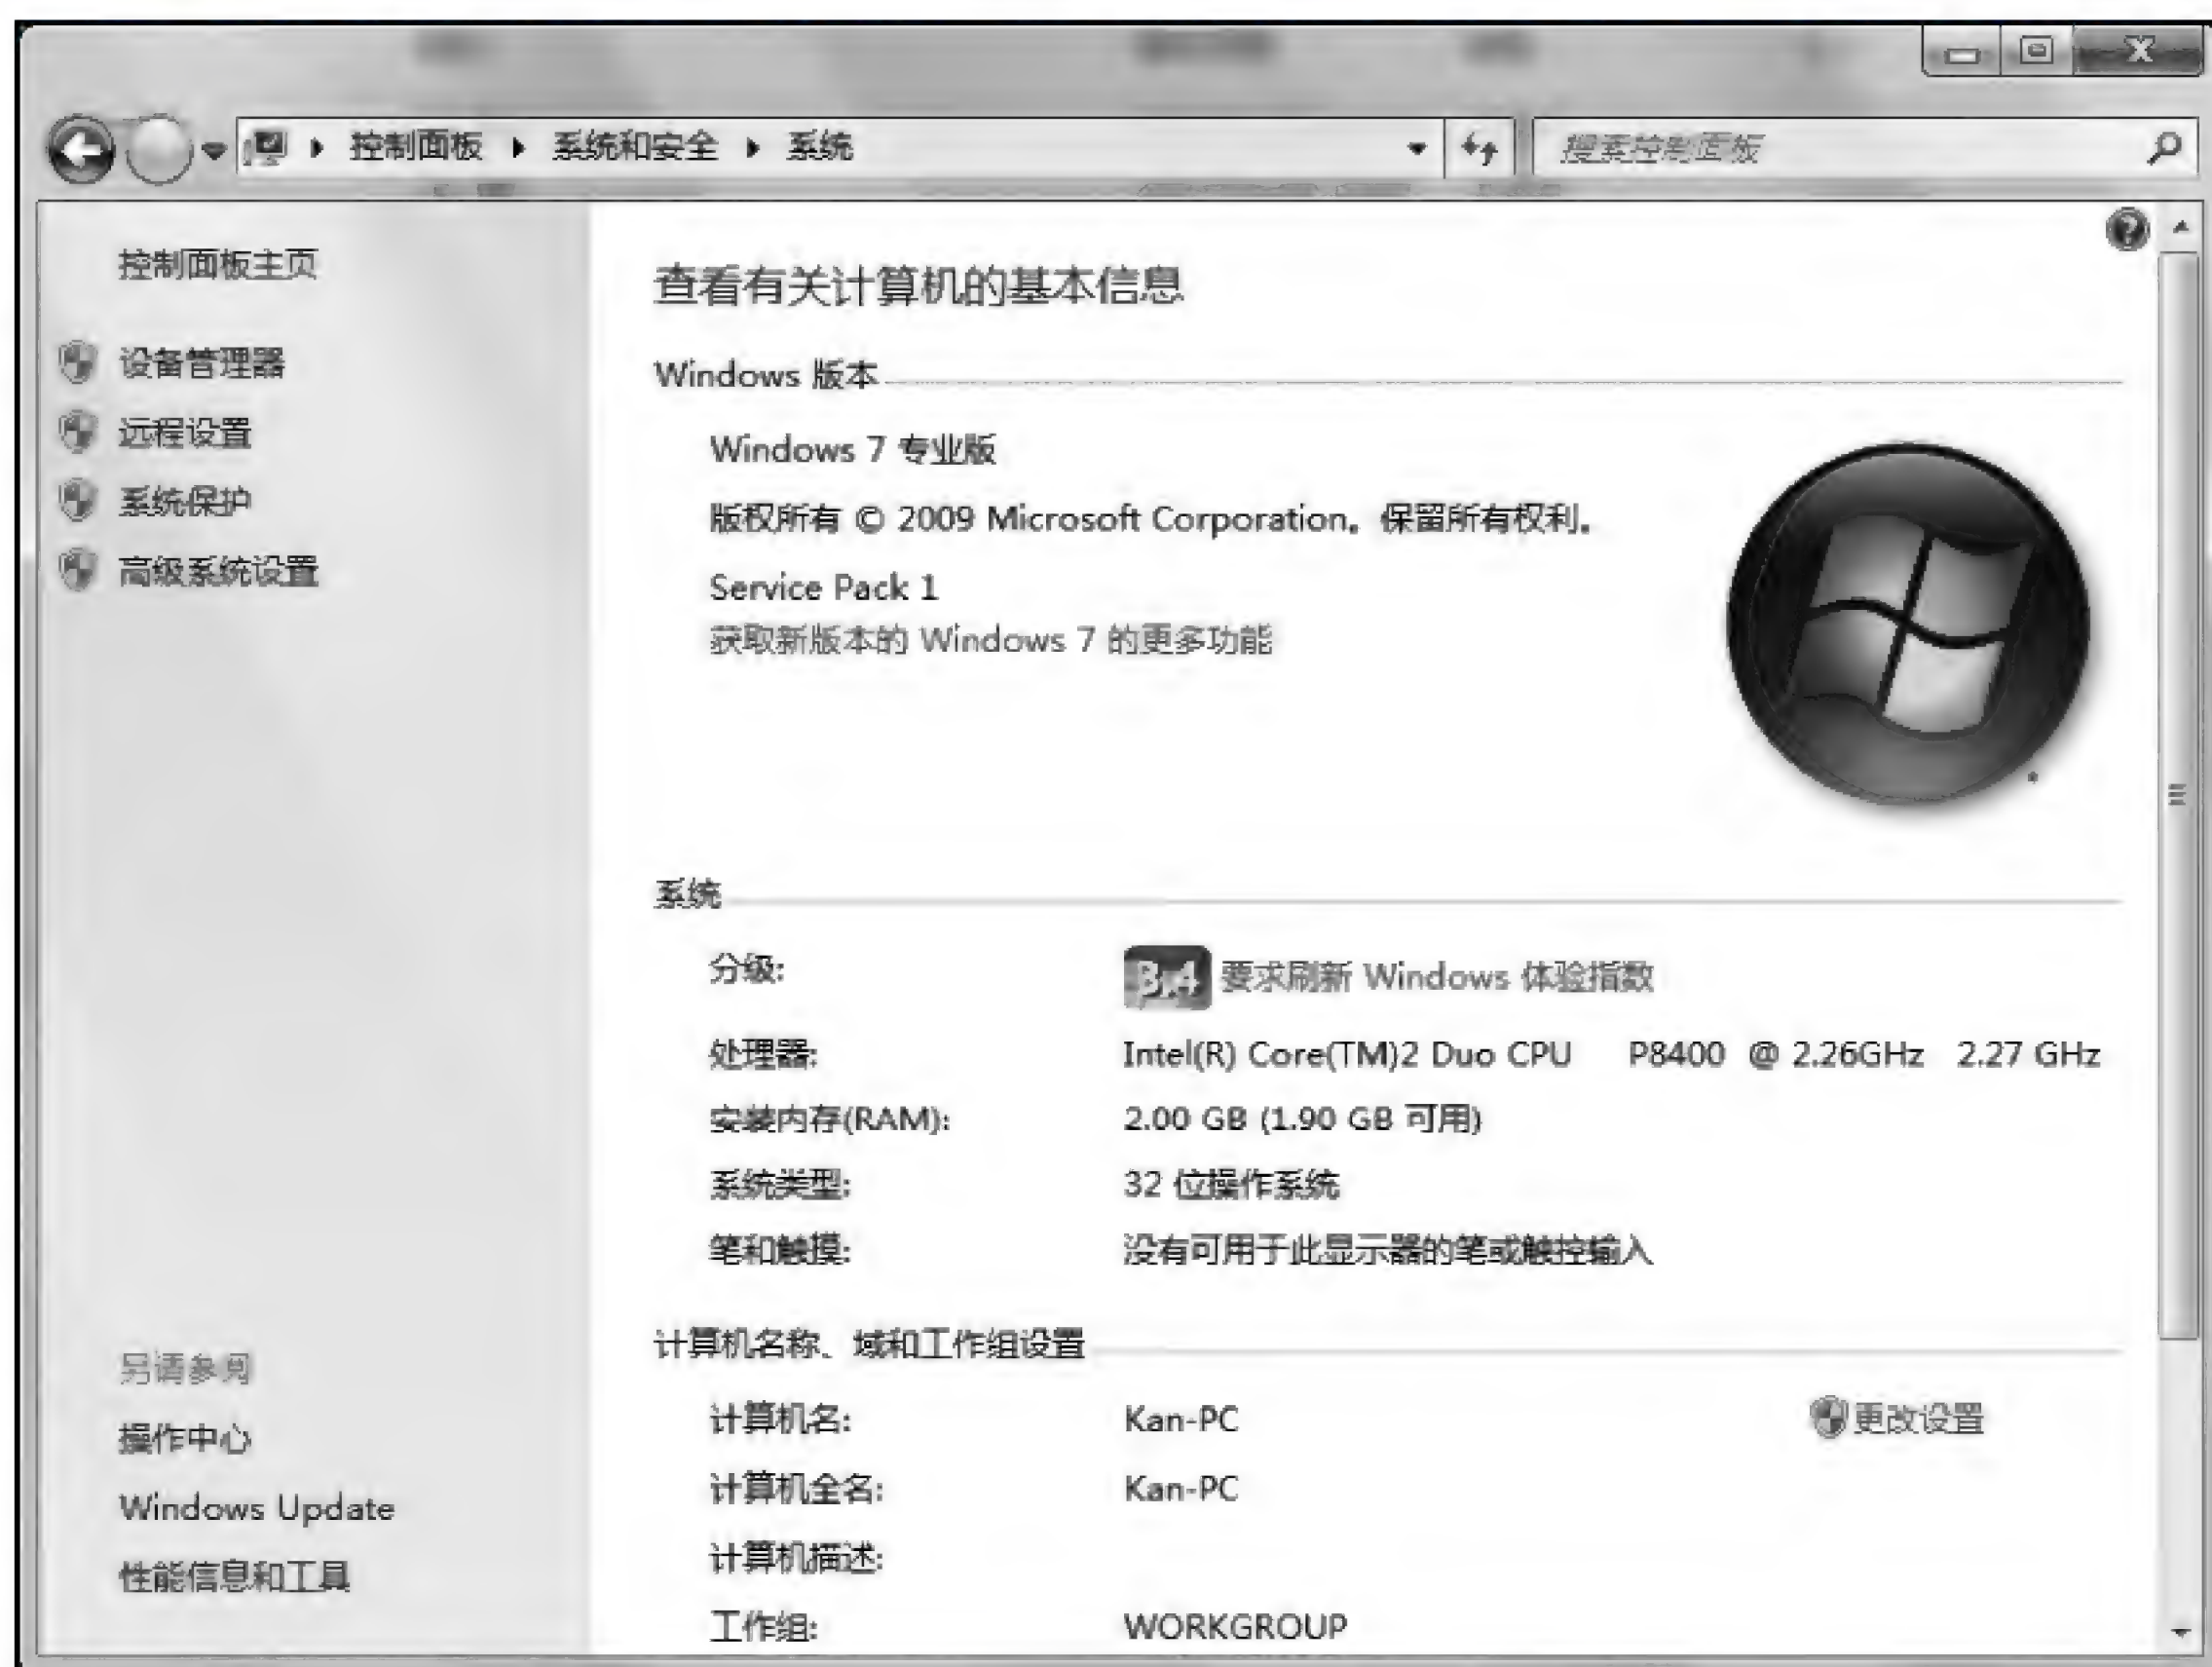 控制面板 系统和安全 系统
搜索控制面板
控制面板主页
设备管理器
远程设置
系统保护
高级系统设置
另请参阅
操作中心
Windows Update
性能信息和工具
查看有关计算机的基本信息
Windows 版本
Windows 7 专业版
版权所有 © 2009 Microsoft Corporation。保留所有权利。
Service Pack 1
获取新版本的 Windows 7 的更多功能
系统
分级: 3.4 要求刷新 Windows 体验指数
处理器: Intel(R) Core(TM)2 Duo CPU P8400 @ 2.26GHz 2.27 GHz
安装内存(RAM): 2.00 GB (1.90 GB 可用)
系统类型: 32 位操作系统
笔和触摸: 没有可用于此显示器的笔或触控输入
计算机名称、域和工作组设置
计算机名: Kan-PC 更改设置
计算机全名: Kan-PC
计算机描述:
工作组: WORKGROUP